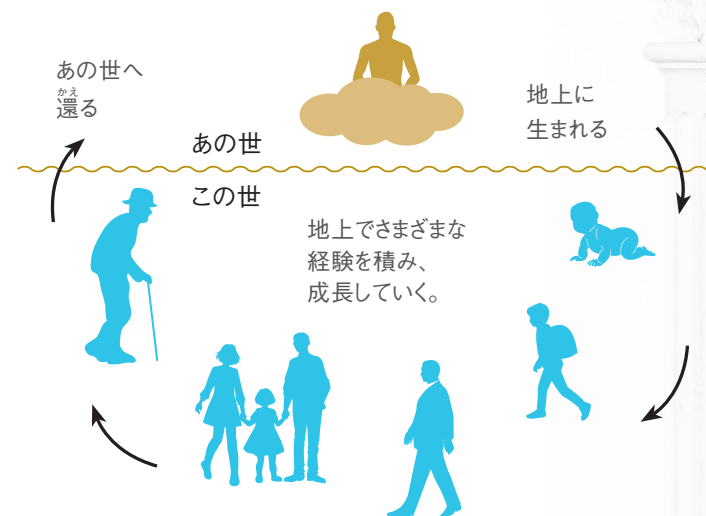 あの世へ
かえ
還る
地上に
生まれる
あの世
この世
地上でさまざまな
経験を積み、
成長していく。